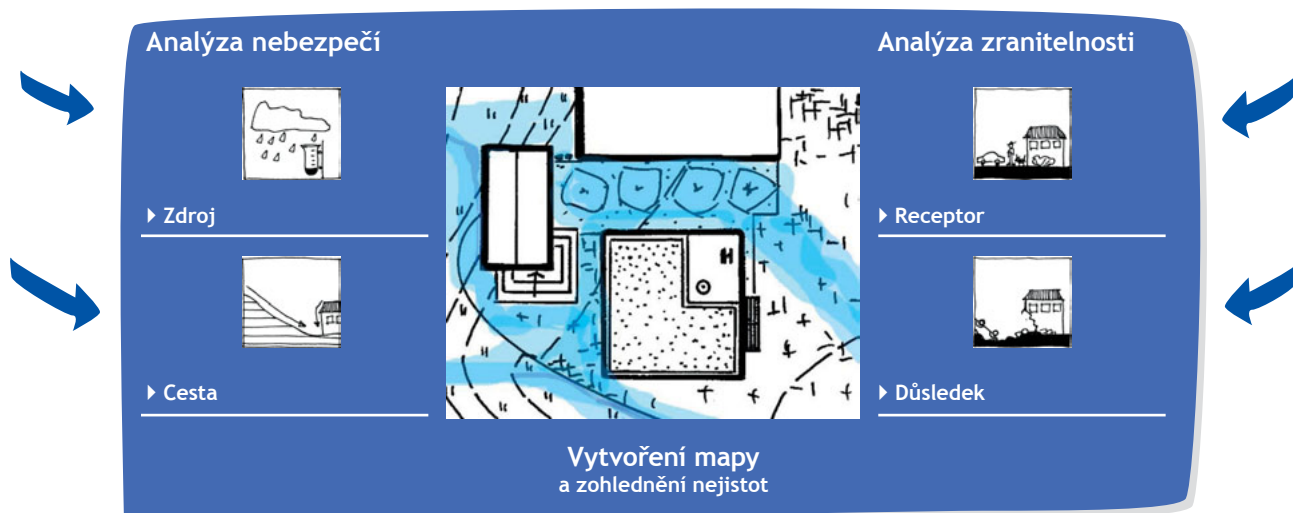 Analýza nebezpečí
Zdroj
Cesta
Analýza zranitelnosti
Receptor
Důsledek
Vytvoření mapy
a zohlednění nejistot